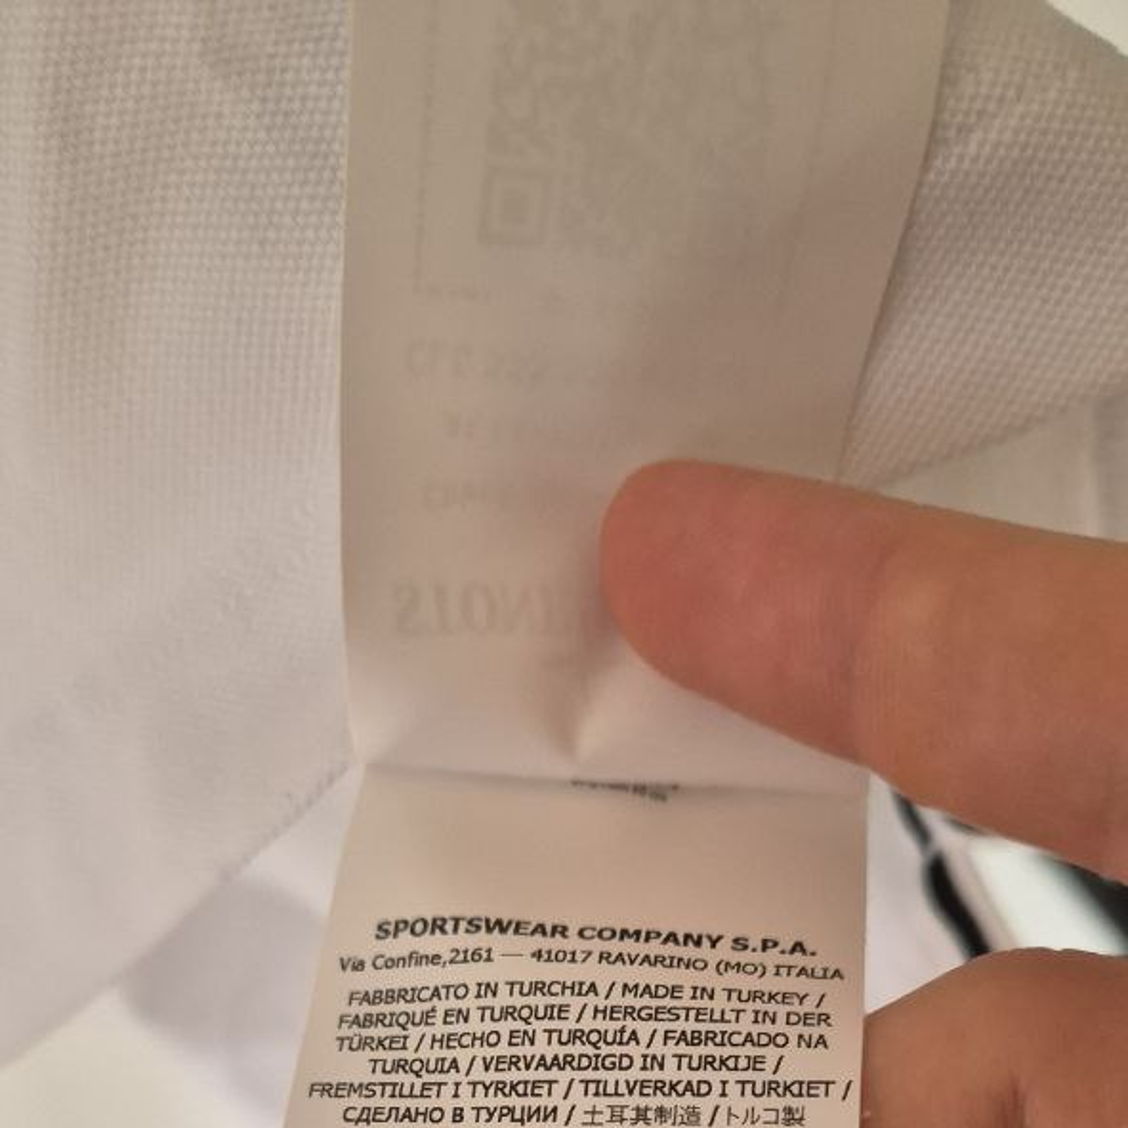 SPORTSWEAR COMPANY S.P.A.
Via Confine,2161 — 41017 RAVARINO (MO) ITALIA
FABBRICATO IN TURCHIA / MADE IN TURKEY /
FABRIQUÉ EN TURQUIE / HERGESTELLT IN DER
TÜRKEI / HECHO EN TURQUÍA / FABRICADO NA
TURQUIA / VERVAARDIGD IN TURKIJE /
FREMSTILLET I TYRKIET / TILLVERKAD I TURKIET /
СДЕЛАНО В ТУРЦИИ / 土耳其制造 / トルコ製